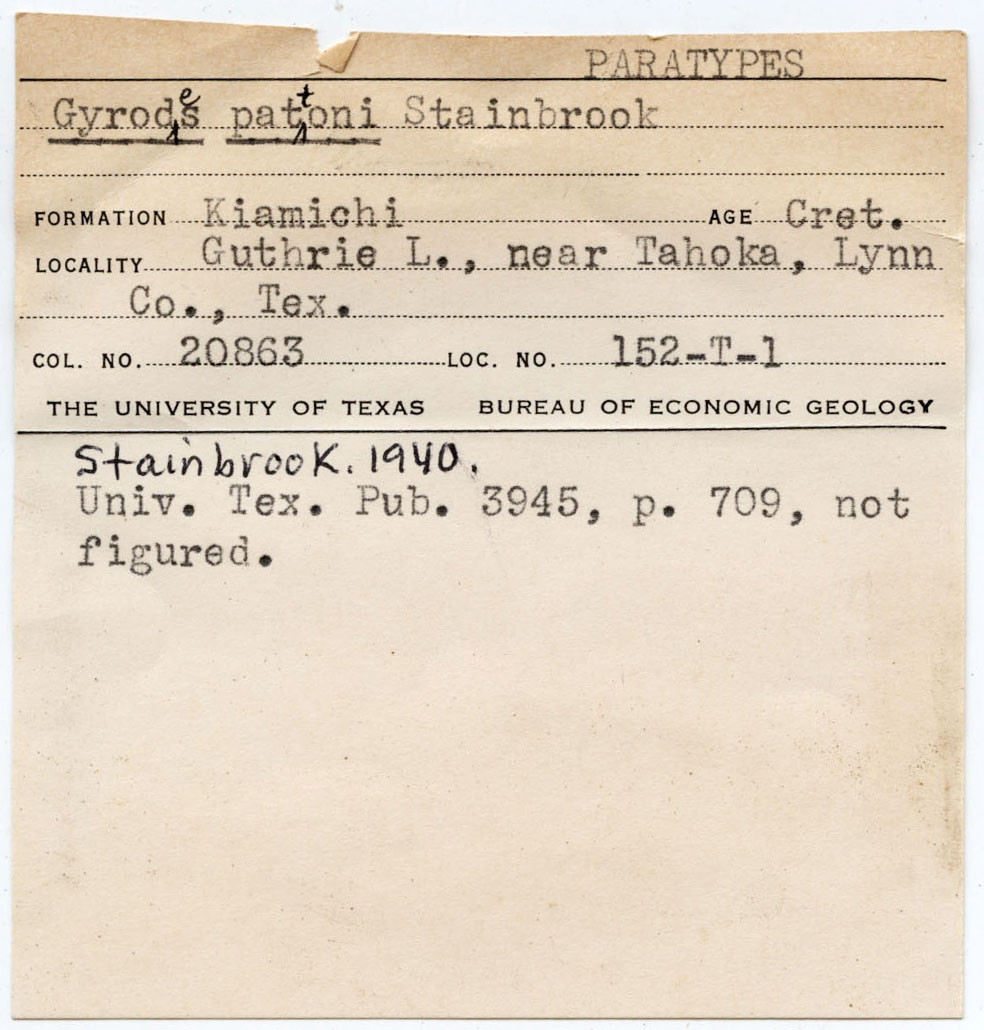 PARATYPES
Gyrodes pattoni Stainbrook
FORMATION Kiamichi AGE Cret.
LOCALITY Guthrie L., near Tahoka, Lynn
Co., Tex.
COL. NO. 20863 LOC. NO. 152-T-1
THE UNIVERSITY OF TEXAS BUREAU OF ECONOMIC GEOLOGY
Stainbrook. 1940.
Univ. Tex. Pub. 3945, p. 709, not
figured.